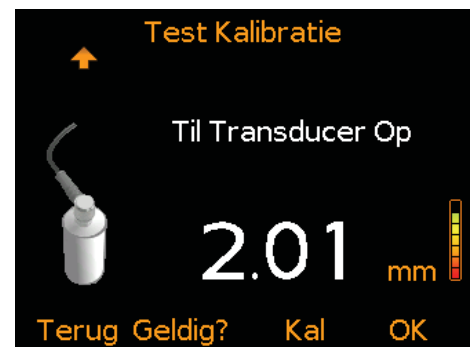 Test Kalibratie
Til Transducer Op
2.01 mm
Terug Geldig? Kal OK